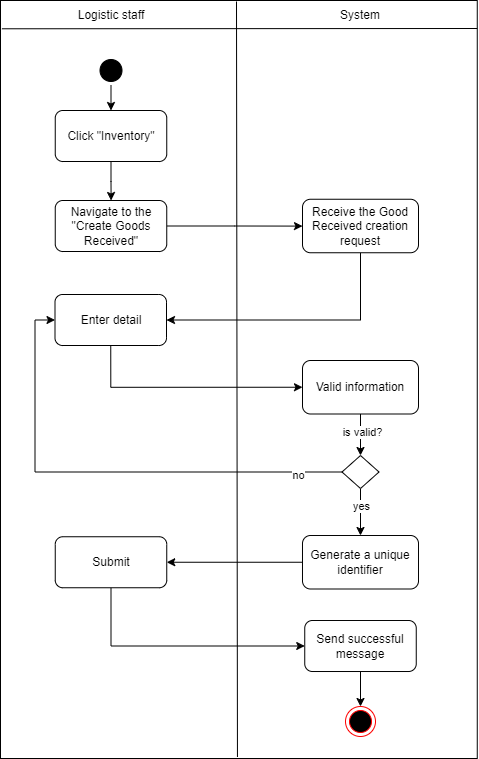 Logistic staff
System
Click "Inventory"
Navigate to the
"Create Goods
Received"
Receive the Good
Received creation
request
Enter detail
Valid information
is valid?
no
yes
Generate a unique
identifier
Submit
Send successful
message